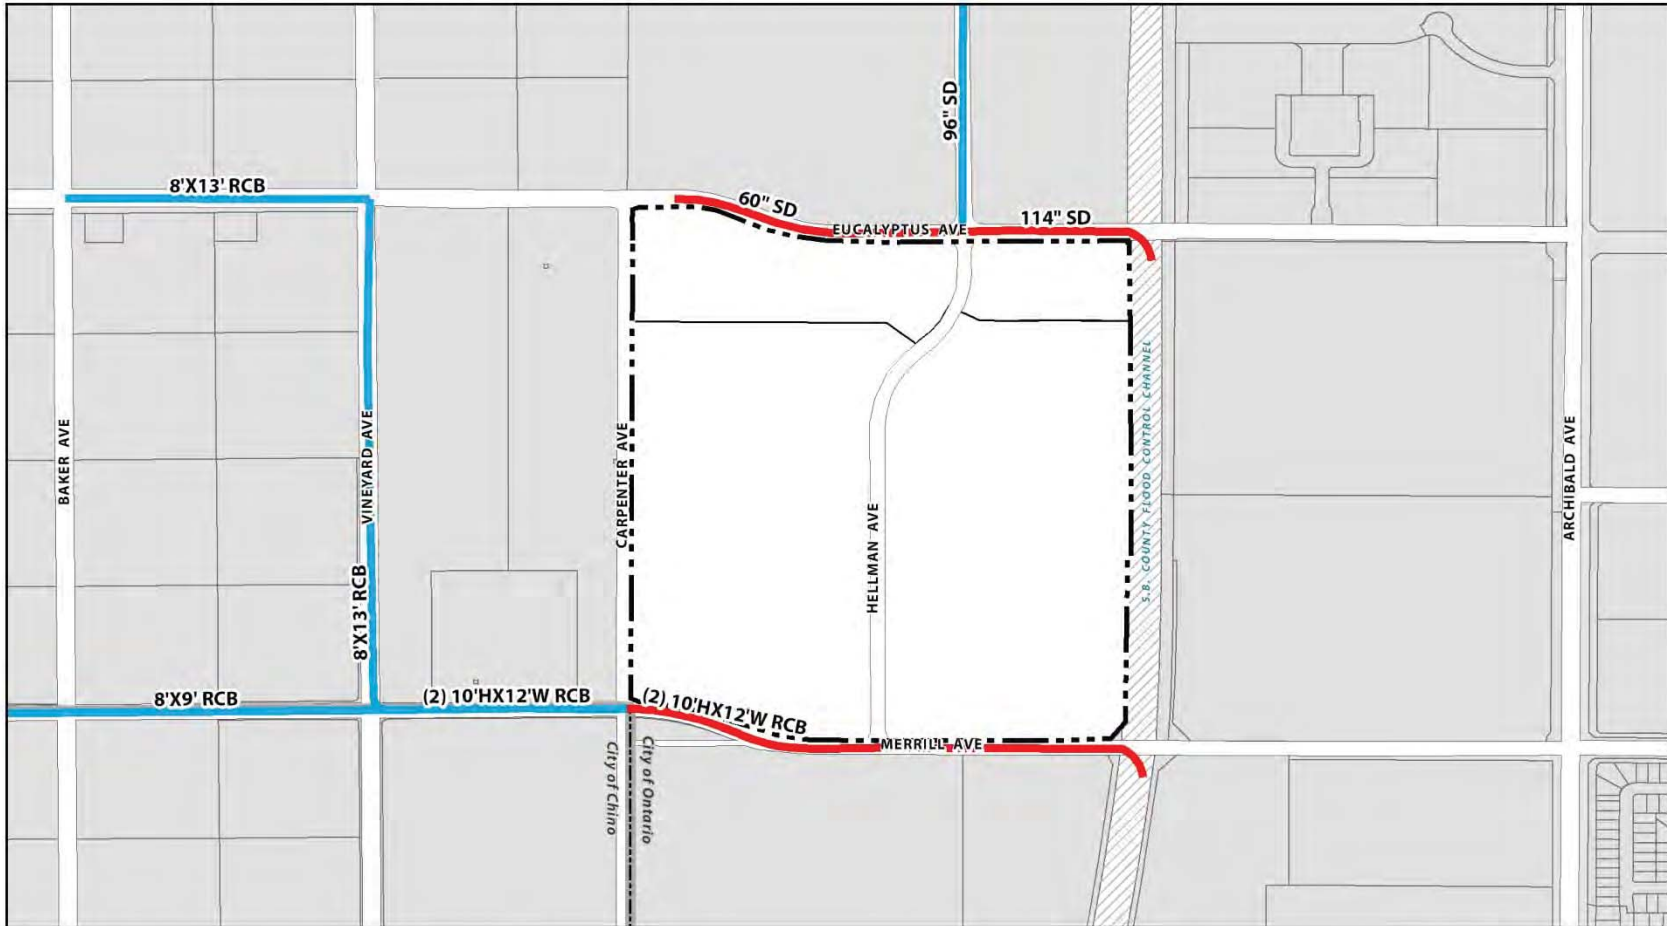 96" SD
8'X13' RCB
60" SD
114" SD
EUCALYPTUS AVE
BAKER AVE
VINEYARD AVE
CARPENTER AVE
HELLMAN AVE
S.B. COUNTY FLOOD CONTROL CHANNEL
ARCHIBALD AVE
8'X13' RCB
8'X9' RCB
(2) 10'HX12'W RCB
(2) 10'HX12'W RCB
MERRILL AVE
City of Chino
City of Ontario